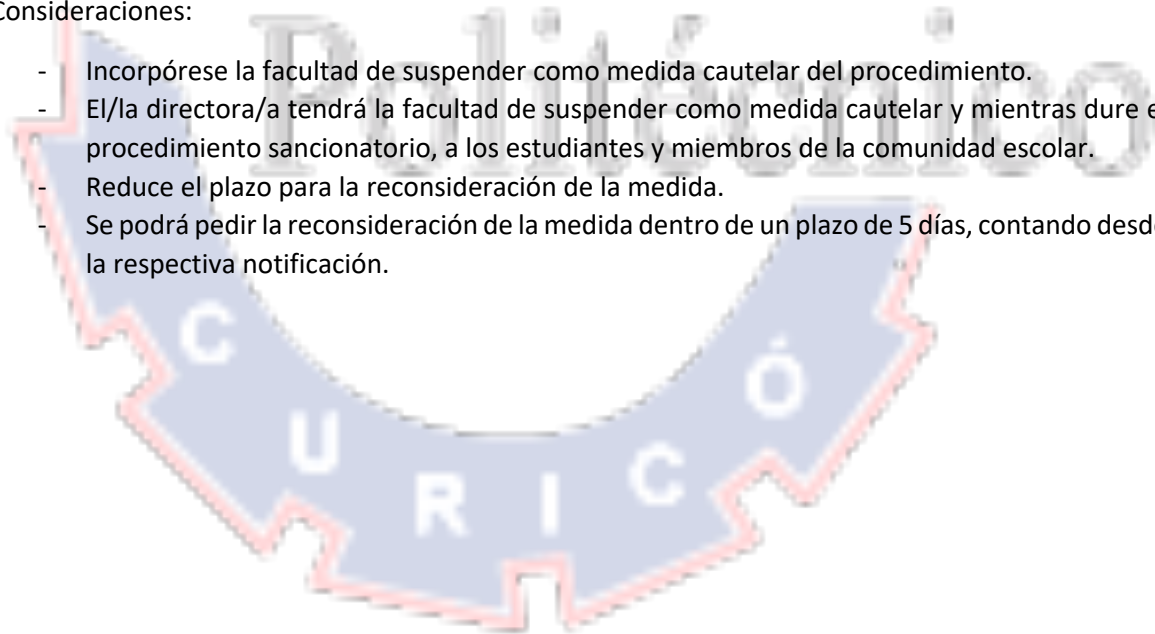 Consideraciones:
Politécnico
- Incorpórese la facultad de suspender como medida cautelar del procedimiento.
- El/la directora/a tendrá la facultad de suspender como medida cautelar y mientras dure e
procedimiento sancionatorio, a los estudiantes y miembros de la comunidad escolar.
- Reduce el plazo para la reconsideración de la medida.
- Se podrá pedir la reconsideración de la medida dentro de un plazo de 5 días, contando desde
la respectiva notificación.
CURICÓ